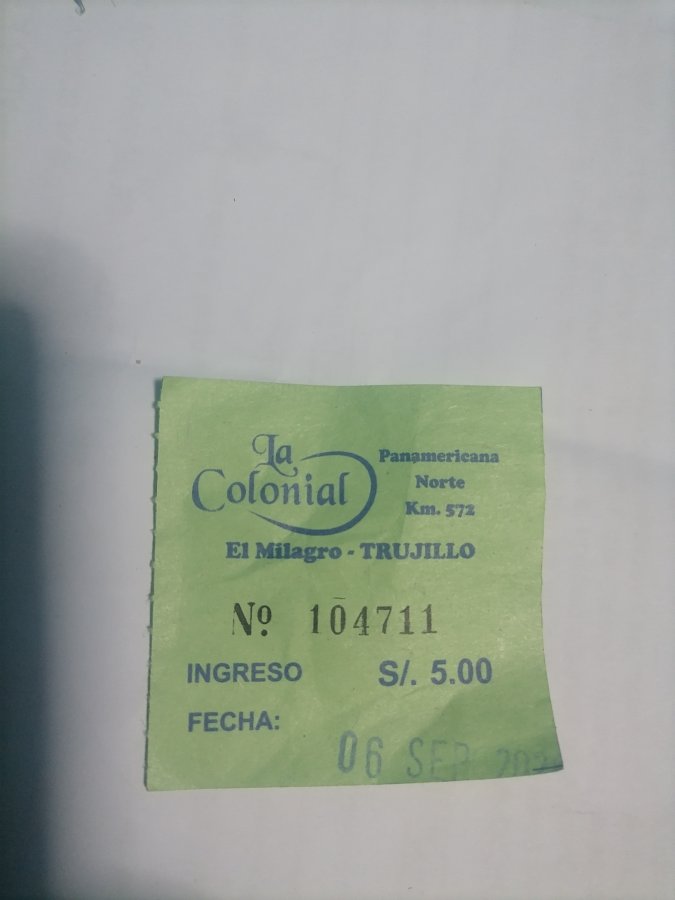 La
Colonial
Panamericana
Norte
Km. 572
El Milagro - TRUJILLO
Nº 104711
INGRESO S/. 5.00
FECHA:
06 SEP